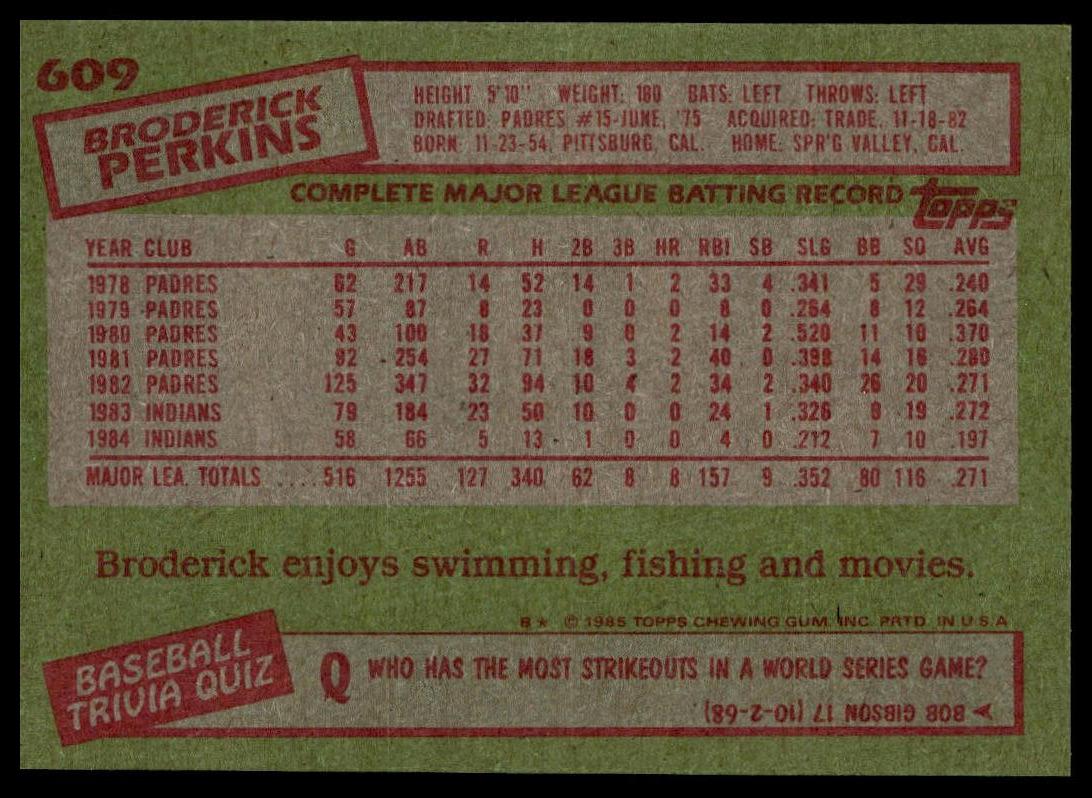 609
BRODERICK
PERKINS
HEIGHT 5'10" WEIGHT: 180 BATS: LEFT THROWS: LEFT
DRAFTED: PADRES #15-JUNE, '75 ACQUIRED: TRADE, 11-18-82
BORN: 11-23-54, PITTSBURG, CAL. HOME: SPR'G VALLEY, CAL.
COMPLETE MAJOR LEAGUE BATTING RECORD topps
YEAR CLUB G AB R H 2B 3B HR RBI SB SLG BB SO AVG
1978 PADRES 62 217 14 52 14 1 2 33 4 .341 5 29 .240
1979 PADRES 57 87 8 23 0 0 0 8 0 .264 8 12 .264
1980 PADRES 43 100 18 37 9 0 2 14 2 .520 11 10 .370
1981 PADRES 92 254 27 71 18 3 2 40 0 .398 14 16 .280
1982 PADRES 125 347 32 94 10 4 2 34 2 .340 26 20 .271
1983 INDIANS 79 184 23 50 10 0 0 24 1 .326 9 19 .272
1984 INDIANS 58 66 5 13 1 0 0 4 0 .212 7 10 .197
MAJOR LEA. TOTALS ....516 1255 127 340 62 8 8 157 9 .352 80 116 .271
Broderick enjoys swimming, fishing and movies.
B★ © 1985 TOPPS CHEWING GUM, INC. PRTD. IN U.S.A
BASEBALL
TRIVIA QUIZ
Q WHO HAS THE MOST STRIKEOUTS IN A WORLD SERIES GAME?
BOB GIBSON 17 (10-2-68)